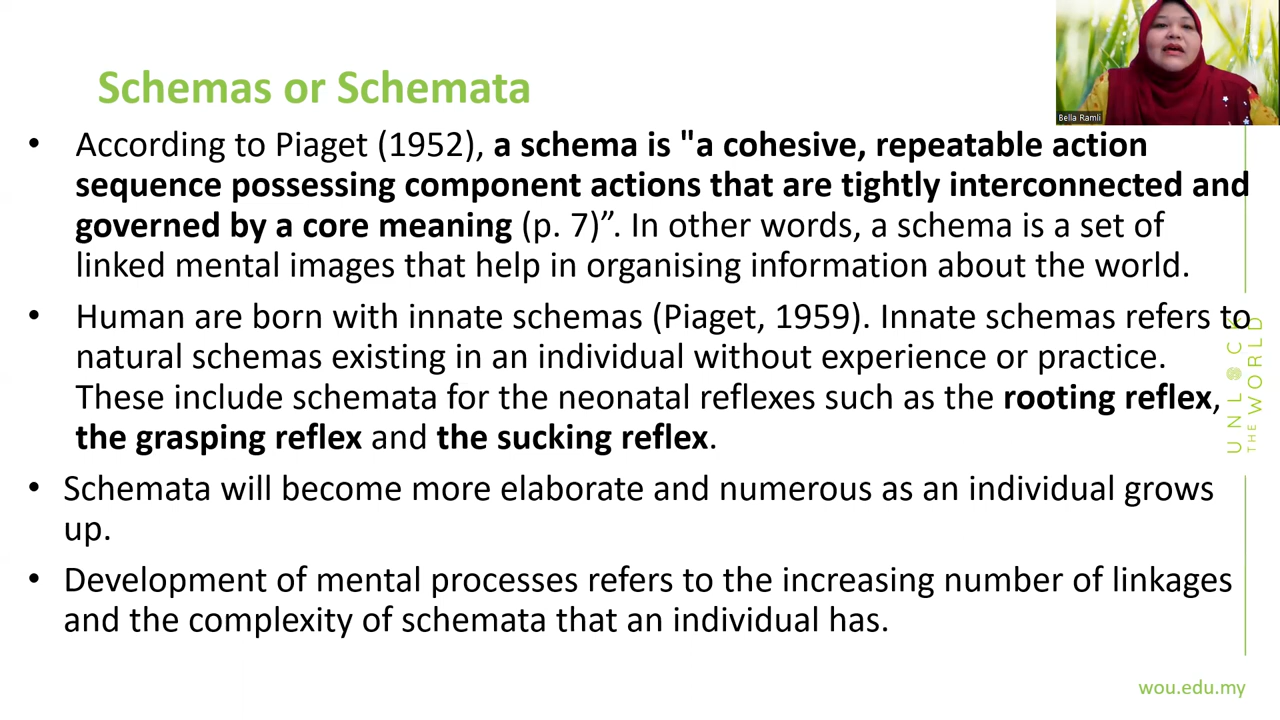 Schemas or Schemata
Bella Ramli
• According to Piaget (1952), a schema is "a cohesive, repeatable action
sequence possessing component actions that are tightly interconnected and
governed by a core meaning (p. 7)”. In other words, a schema is a set of
linked mental images that help in organising information about the world.
• Human are born with innate schemas (Piaget, 1959). Innate schemas refers to
natural schemas existing in an individual without experience or practice.
These include schemata for the neonatal reflexes such as the rooting reflex,
the grasping reflex and the sucking reflex.
• Schemata will become more elaborate and numerous as an individual grows
up.
• Development of mental processes refers to the increasing number of linkages
and the complexity of schemata that an individual has.
UNLOCK
THE WORLD
wou.edu.my